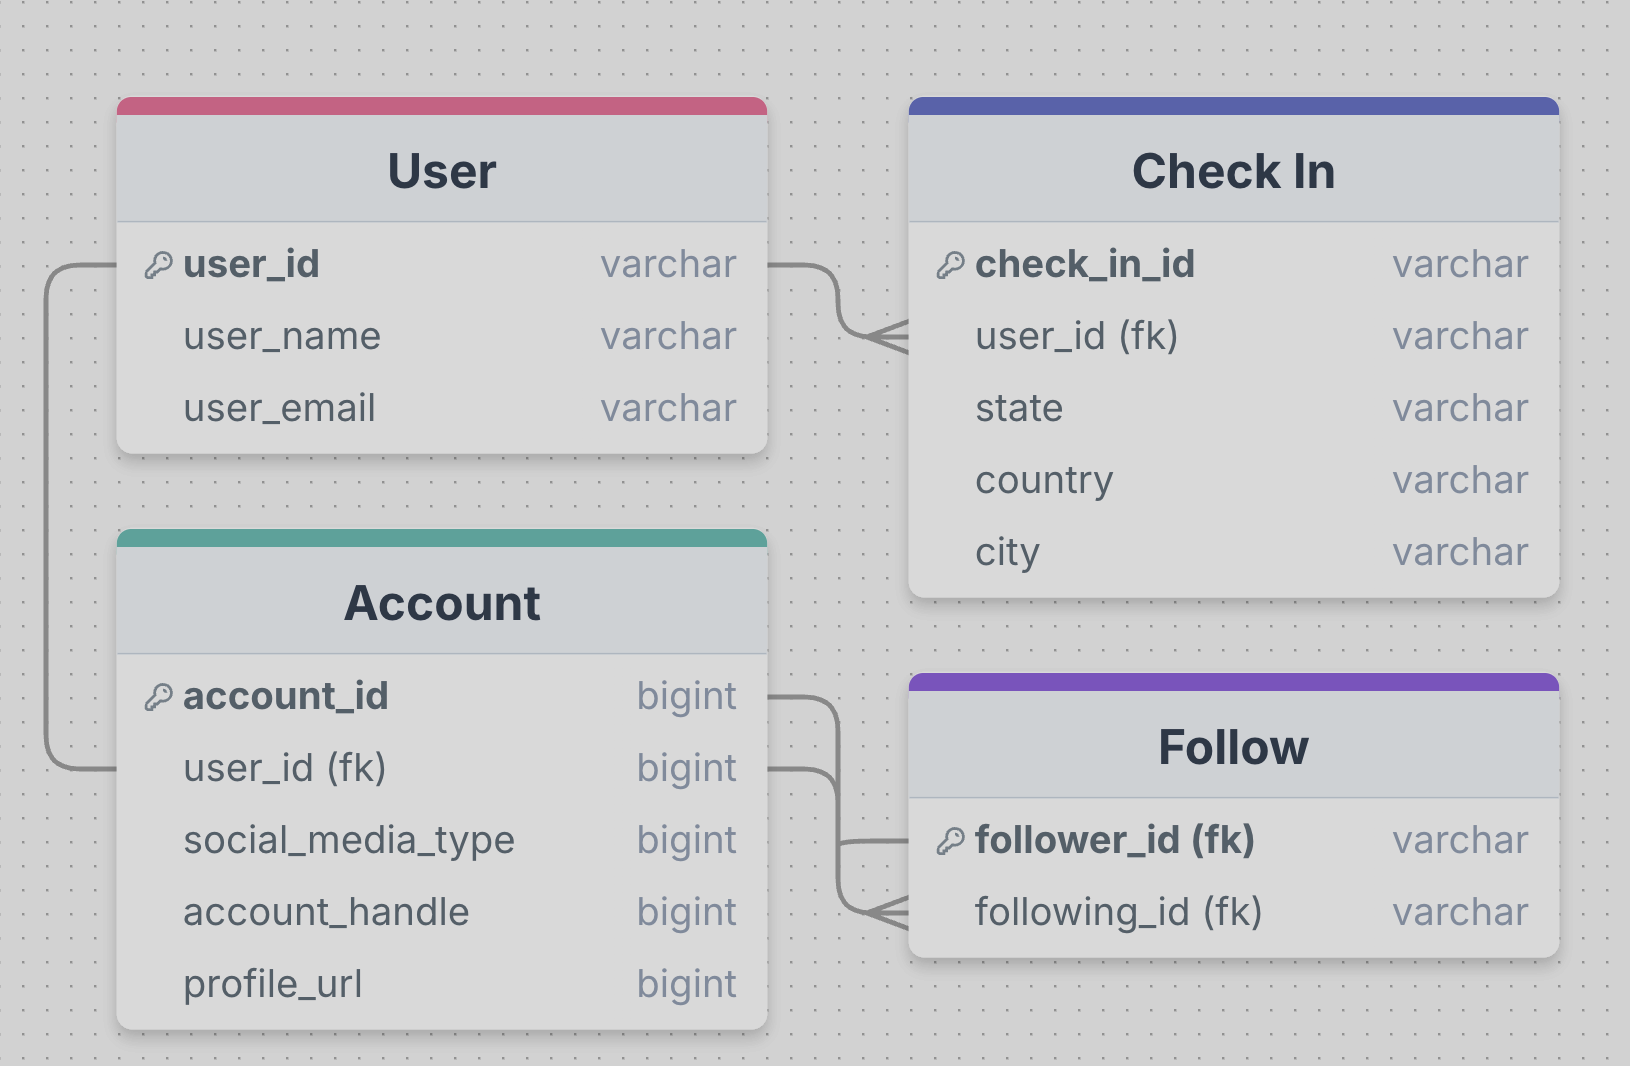 User
user_id varchar
user_name varchar
user_email varchar
Check In
check_in_id varchar
user_id (fk) varchar
state varchar
country varchar
city varchar
Account
account_id bigint
user_id (fk) bigint
social_media_type bigint
account_handle bigint
profile_url bigint
Follow
follower_id (fk) varchar
following_id (fk) varchar